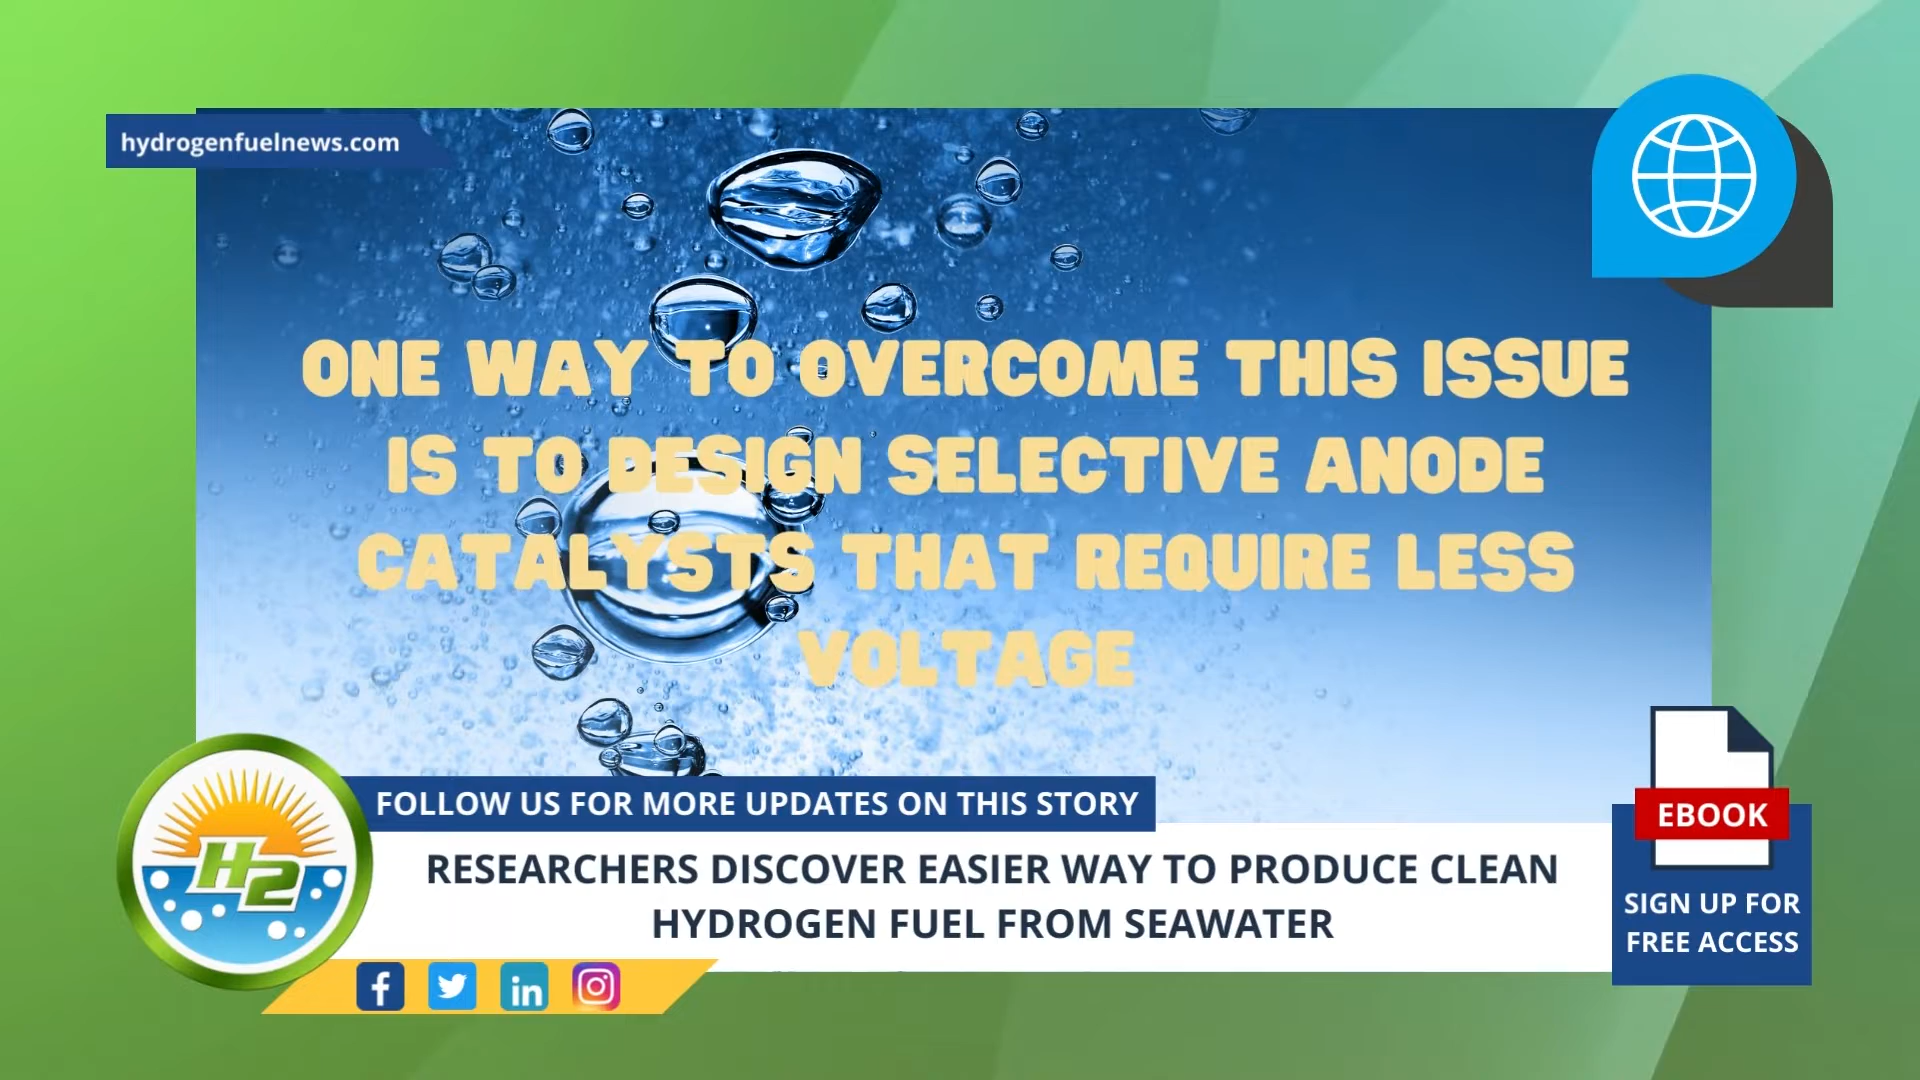 hydrogenfuelnews.com
ONE WAY TO OVERCOME THIS ISSUE
IS TO DESIGN SELECTIVE ANODE
CATALYSTS THAT REQUIRE LESS
VOLTAGE
FOLLOW US FOR MORE UPDATES ON THIS STORY
RESEARCHERS DISCOVER EASIER WAY TO PRODUCE CLEAN
HYDROGEN FUEL FROM SEAWATER
H2
EBOOK
SIGN UP FOR
FREE ACCESS